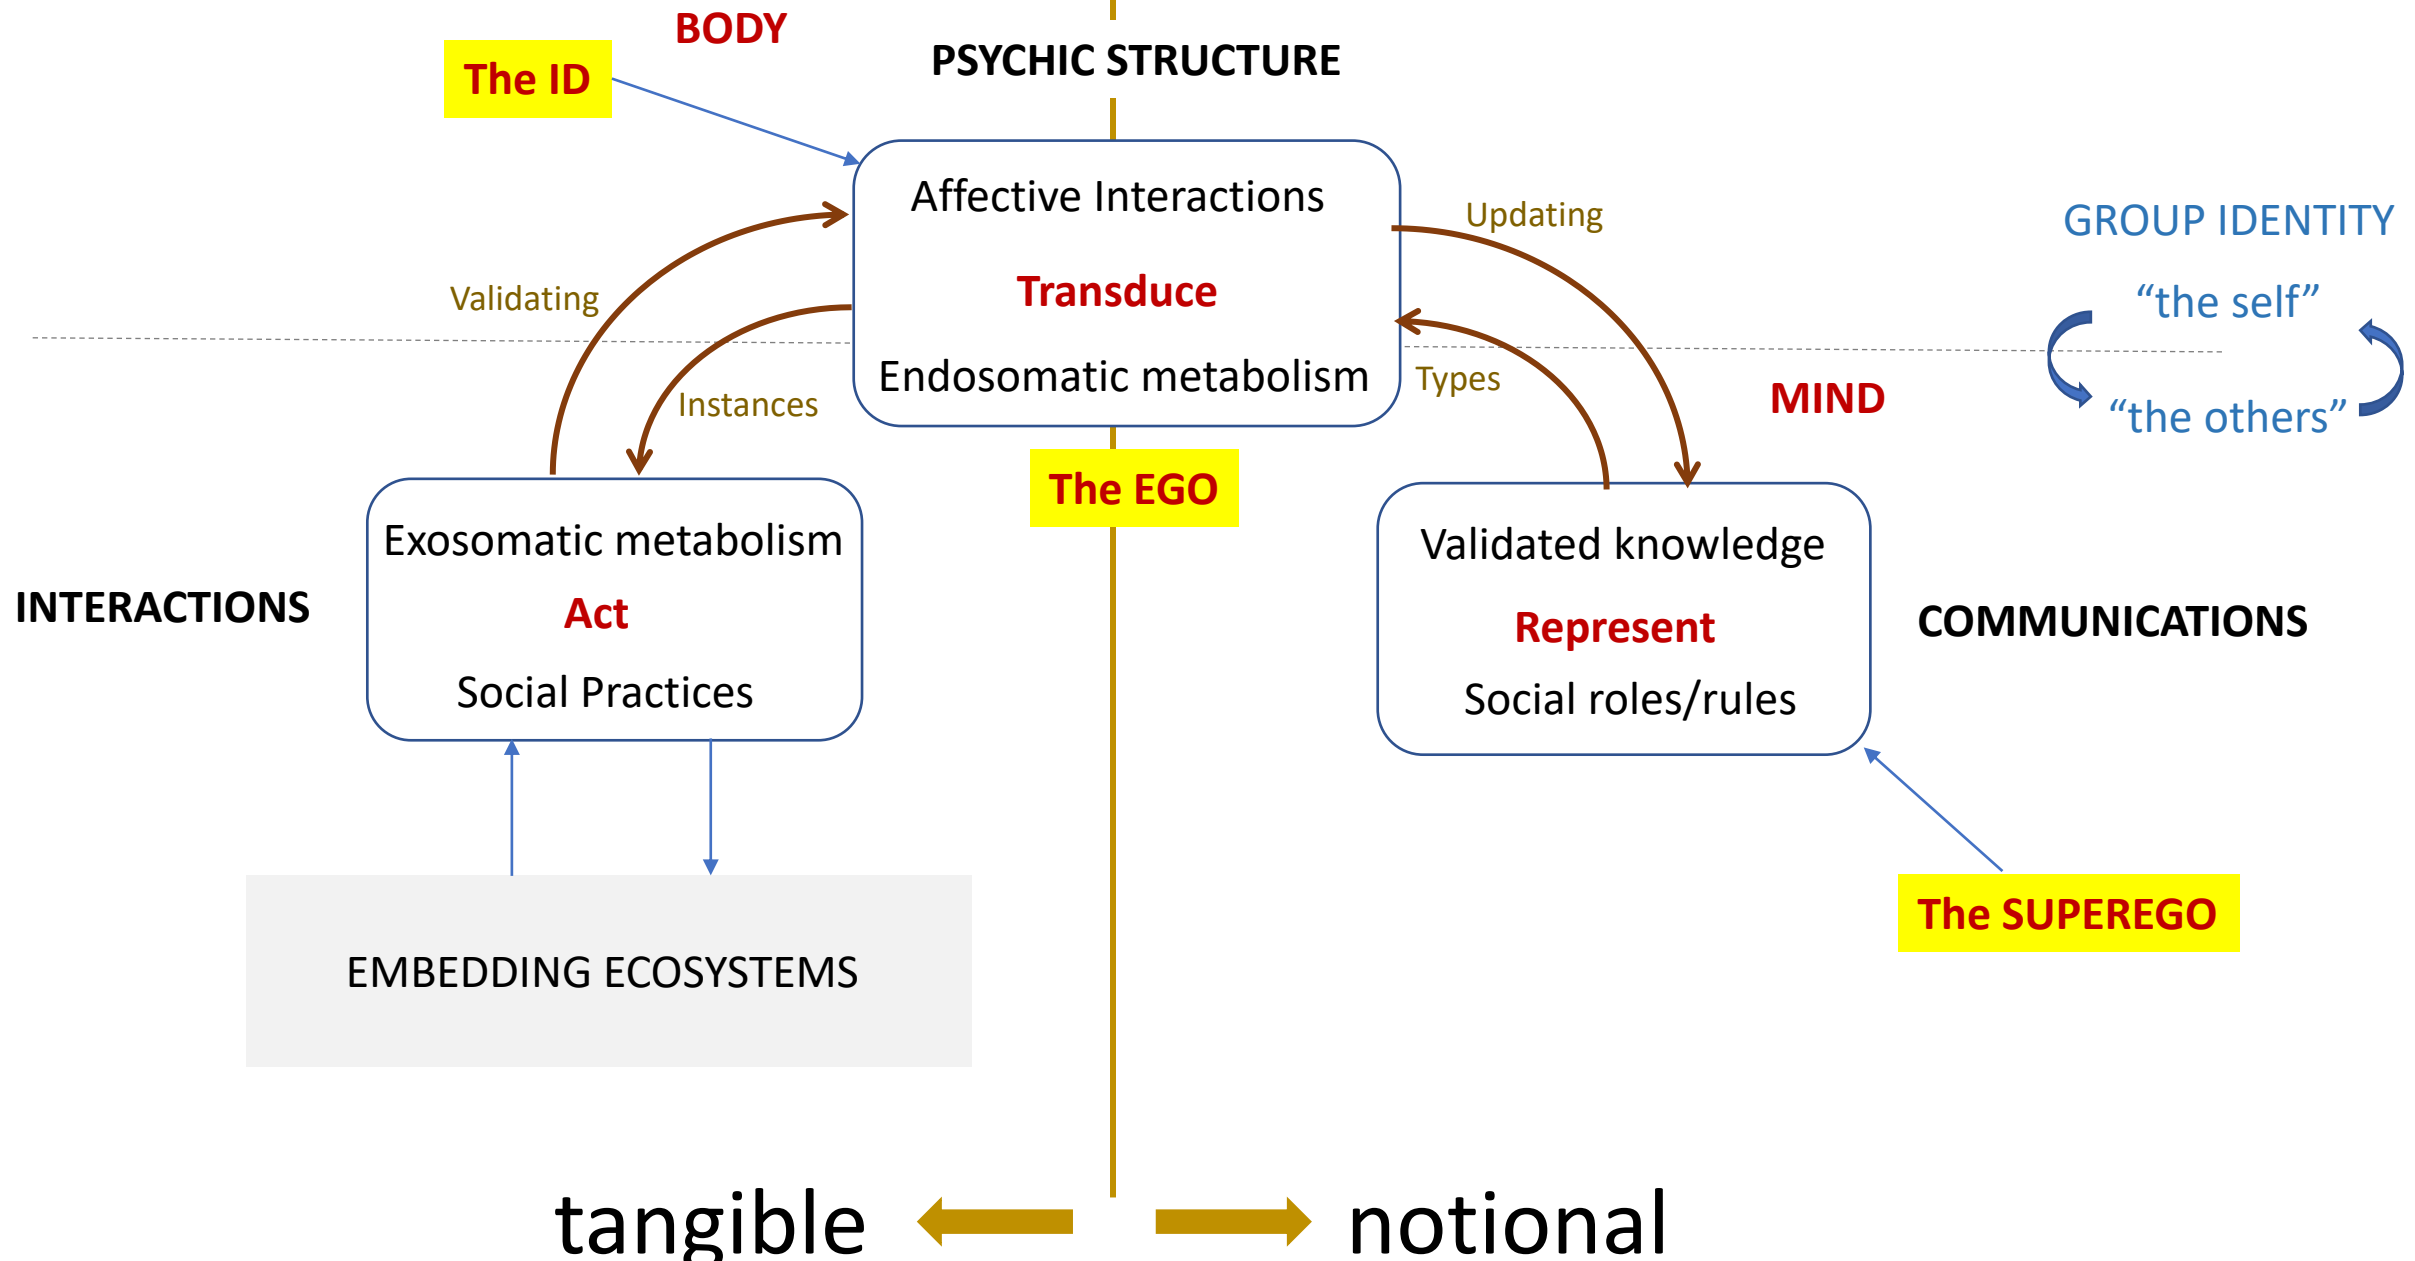 BODY
The ID
PSYCHIC STRUCTURE
Affective Interactions
Transduce
Endosomatic metabolism
Updating
Validating
Instances
Types
GROUP IDENTITY
“the self”
“the others”
MIND
The EGO
INTERACTIONS
Exosomatic metabolism
Act
Social Practices
Validated knowledge
Represent
Social roles/rules
COMMUNICATIONS
The SUPEREGO
EMBEDDING ECOSYSTEMS
tangible
notional